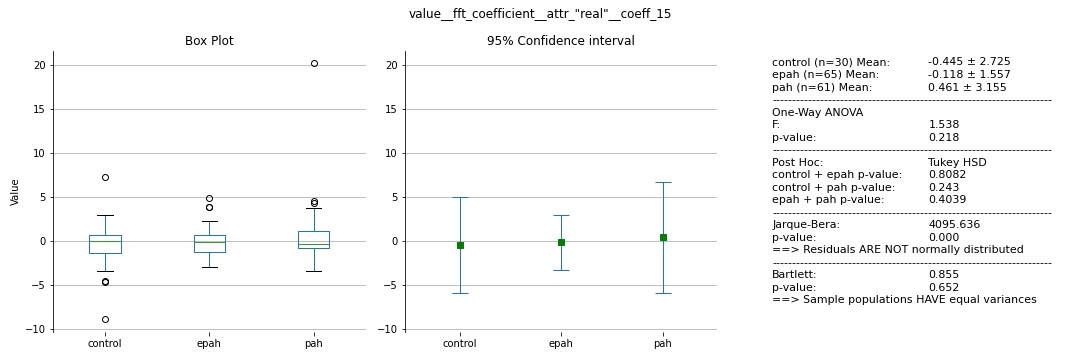 value__fft_coefficient__attr_"real"__coeff_15
Box Plot
Value
20
15
10
5
0
−5
−10
control
epah
pah
95% Confidence interval
20
15
10
5
0
−5
−10
control
epah
pah
control (n=30) Mean: -0.445 ± 2.725
epah (n=65) Mean: -0.118 ± 1.557
pah (n=61) Mean: 0.461 ± 3.155
One-Way ANOVA
F: 1.538
p-value: 0.218
Post Hoc: Tukey HSD
control + epah p-value: 0.8082
control + pah p-value: 0.243
epah + pah p-value: 0.4039
Jarque-Bera: 4095.636
p-value: 0.000
==> Residuals ARE NOT normally distributed
Bartlett: 0.855
p-value: 0.652
==> Sample populations HAVE equal variances